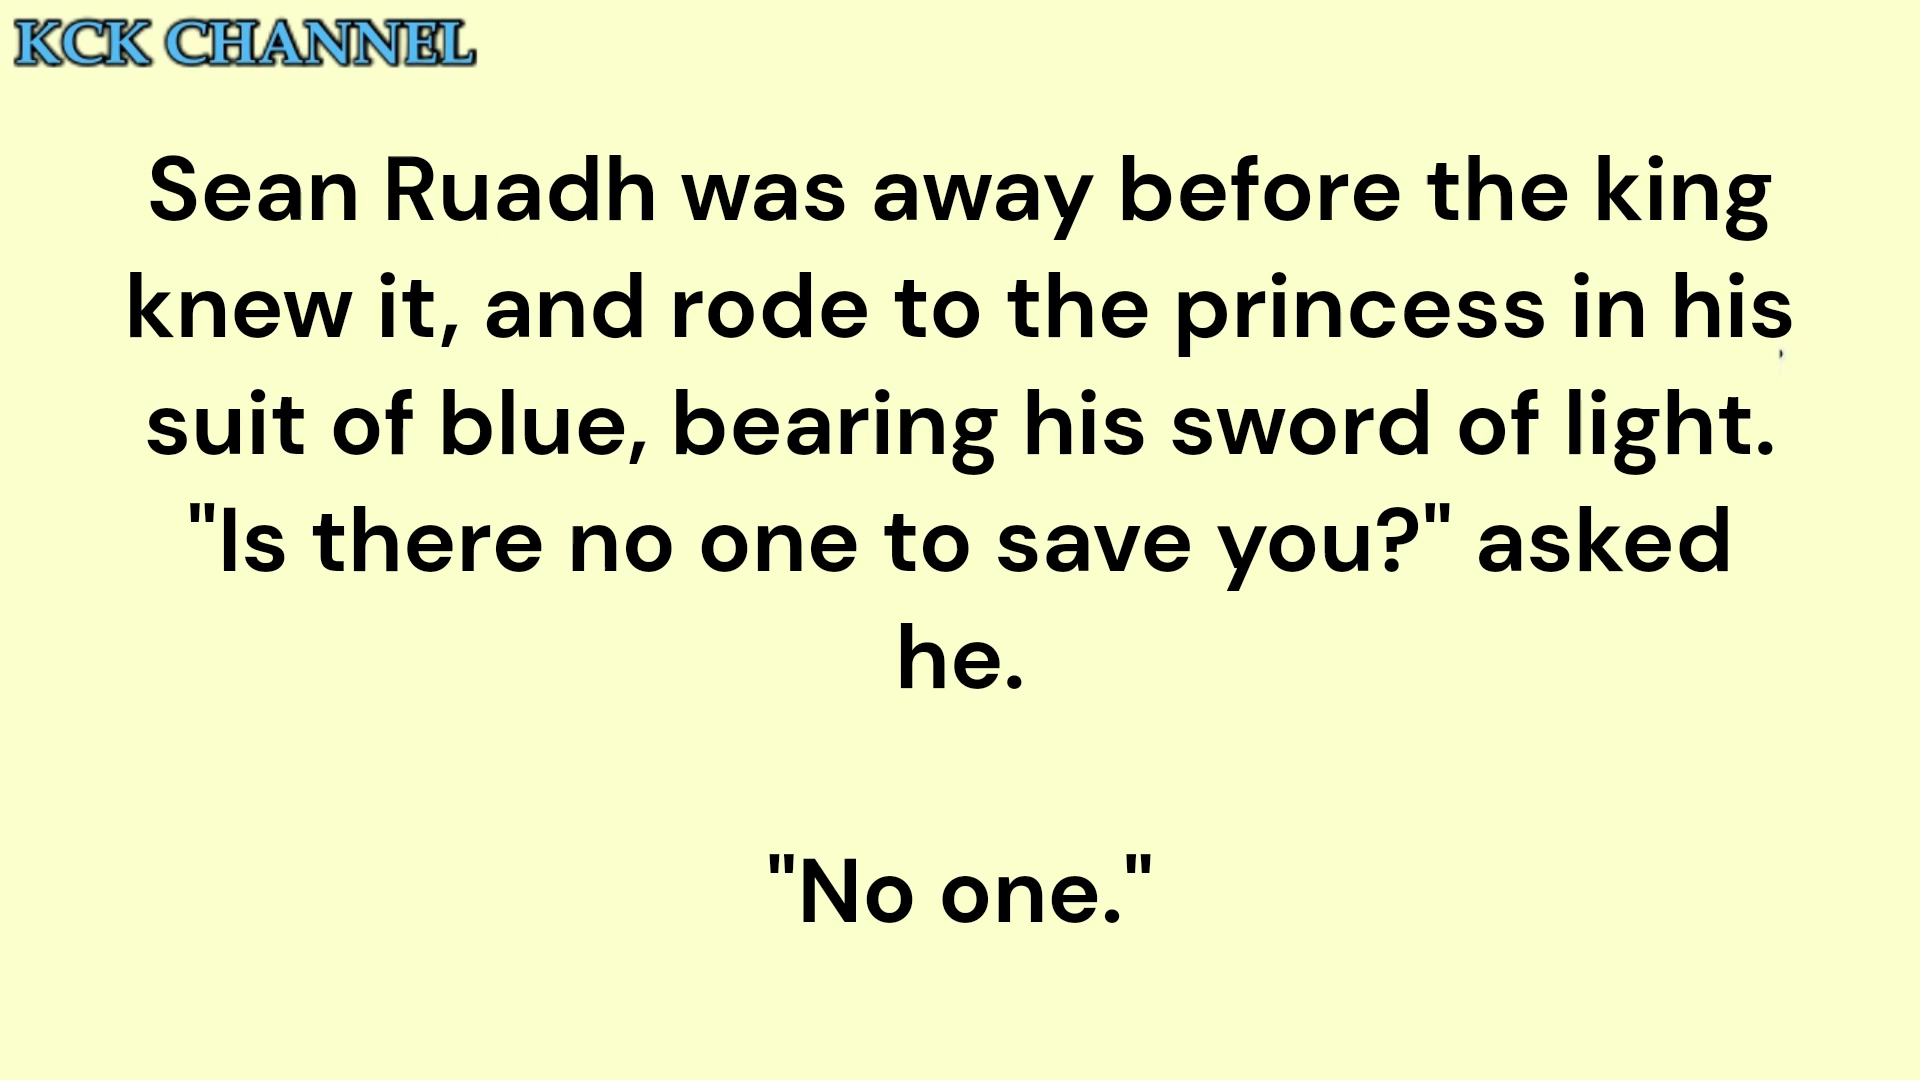 KCK CHANNEL
Sean Ruadh was away before the king
knew it, and rode to the princess in his
suit of blue, bearing his sword of light.
"Is there no one to save you?" asked
he.
"No one."